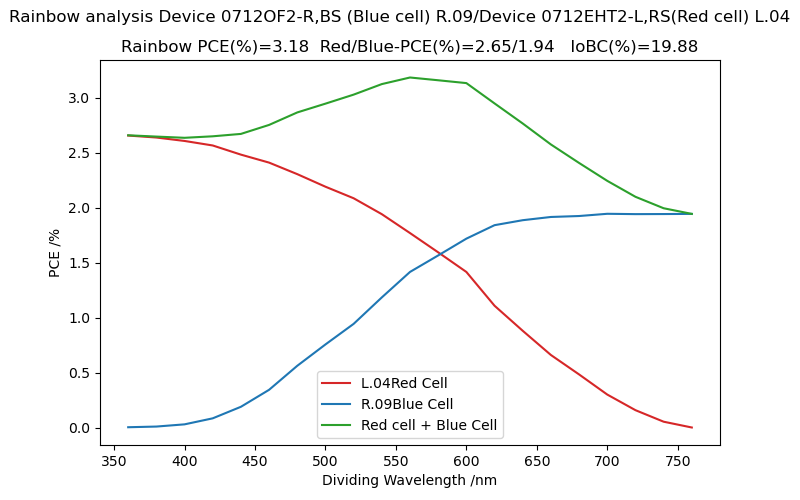 Rainbow analysis Device 0712OF2-R,BS (Blue cell) R.09/Device 0712EHT2-L,RS(Red cell) L.04
Rainbow PCE(%)=3.18 Red/Blue-PCE(%)=2.65/1.94 IoBC(%)=19.88
PCE /%
3.0
2.5
2.0
1.5
1.0
0.5
0.0
L.04Red Cell
R.09Blue Cell
Red cell + Blue Cell
350 400 450 500 550 600 650 700 750
Dividing Wavelength /nm